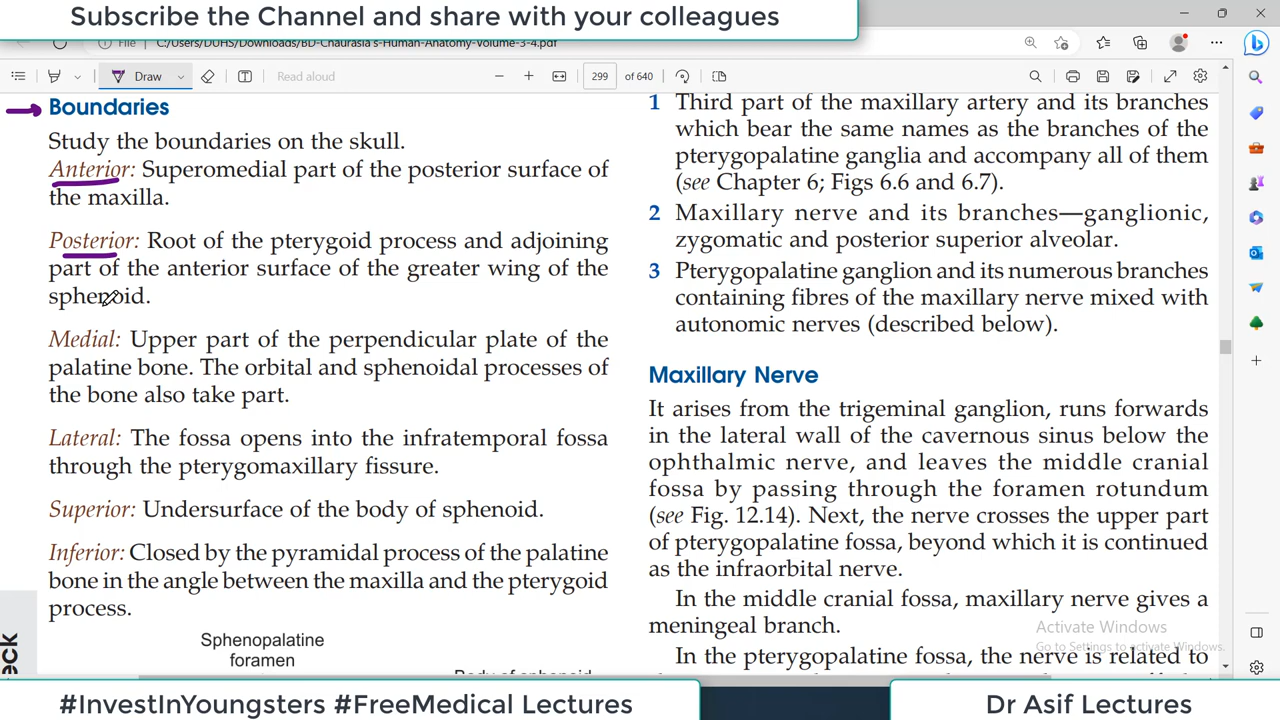 Subscribe the Channel and share with your colleagues
File C:/Users/DUHS/Downloads/BD-Chaurasia's-Human-Anatomy-Volume-3-4.pdf
Draw
Read aloud
299 of 640
Boundaries
Study the boundaries on the skull.
Anterior: Superomedial part of the posterior surface of
the maxilla.
Posterior: Root of the pterygoid process and adjoining
part of the anterior surface of the greater wing of the
sphenoid.
Medial: Upper part of the perpendicular plate of the
palatine bone. The orbital and sphenoidal processes of
the bone also take part.
Lateral: The fossa opens into the infratemporal fossa
through the pterygomaxillary fissure.
Superior: Undersurface of the body of sphenoid.
Inferior: Closed by the pyramidal process of the palatine
bone in the angle between the maxilla and the pterygoid
process.
Sphenopalatine
foramen
Body of sphenoid
eck
1 Third part of the maxillary artery and its branches
which bear the same names as the branches of the
pterygopalatine ganglia and accompany all of them
(see Chapter 6; Figs 6.6 and 6.7).
2 Maxillary nerve and its branches—ganglionic,
zygomatic and posterior superior alveolar.
3 Pterygopalatine ganglion and its numerous branches
containing fibres of the maxillary nerve mixed with
autonomic nerves (described below).
Maxillary Nerve
It arises from the trigeminal ganglion, runs forwards
in the lateral wall of the cavernous sinus below the
ophthalmic nerve, and leaves the middle cranial
fossa by passing through the foramen rotundum
(see Fig. 12.14). Next, the nerve crosses the upper part
of pterygopalatine fossa, beyond which it is continued
as the infraorbital nerve.
In the middle cranial fossa, maxillary nerve gives a
meningeal branch.
In the pterygopalatine fossa, the nerve is related to
Activate Windows
Go to Settings to activate Windows.
#InvestInYoungsters #FreeMedical Lectures
Dr Asif Lectures